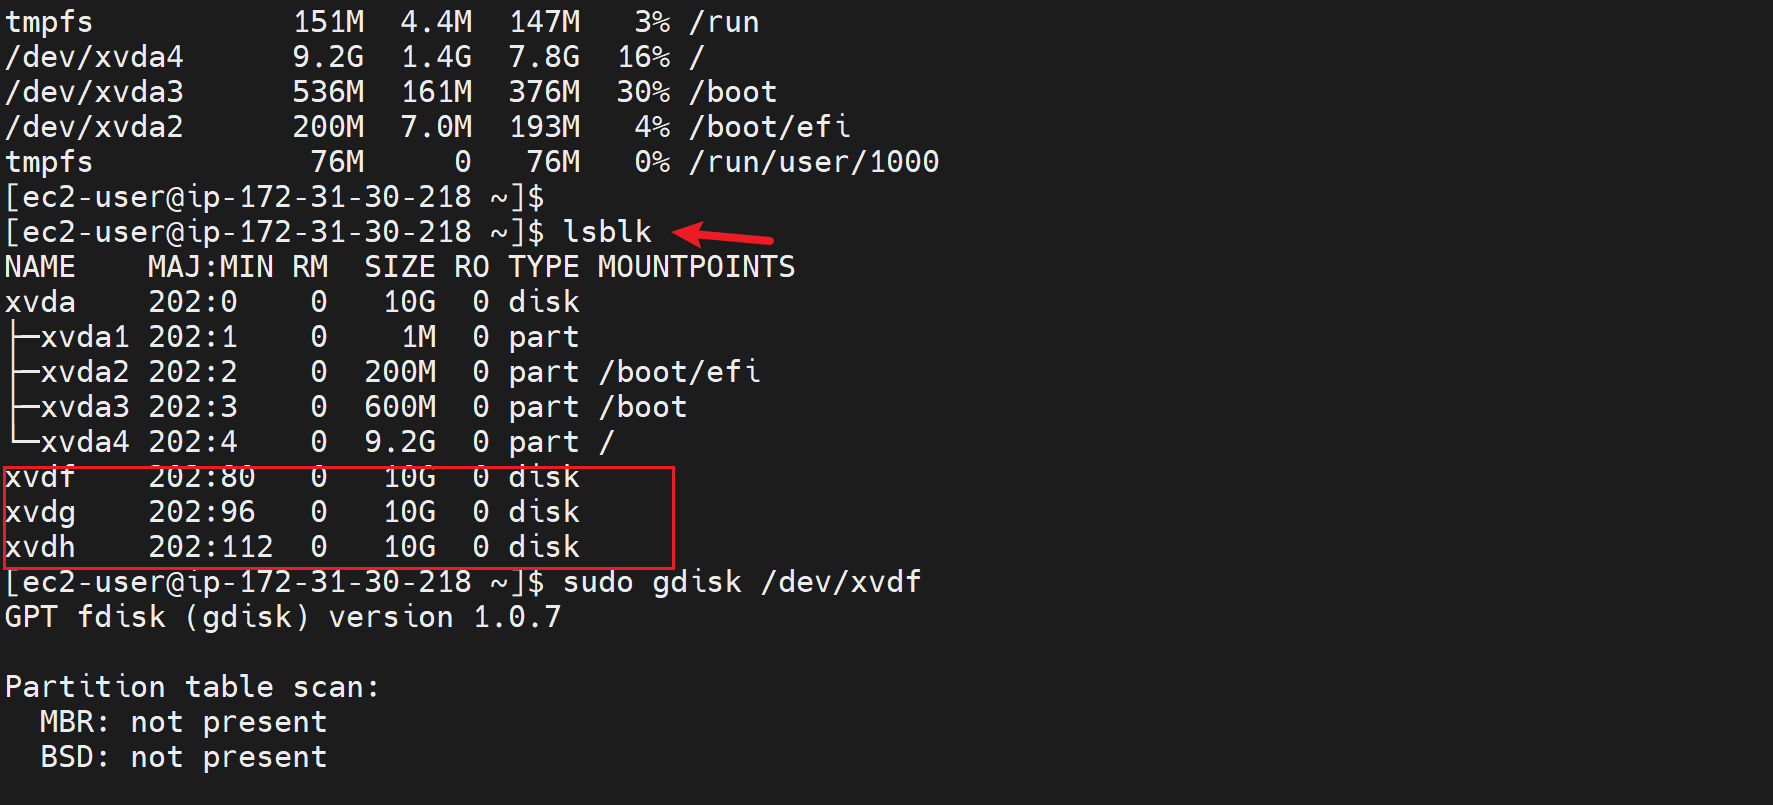 tmpfs 151M 4.4M 147M 3% /run
/dev/xvda4 9.2G 1.4G 7.8G 16% /
/dev/xvda3 536M 161M 376M 30% /boot
/dev/xvda2 200M 7.0M 193M 4% /boot/efi
tmpfs 76M 0 76M 0% /run/user/1000
[ec2-user@ip-172-31-30-218 ~]$
[ec2-user@ip-172-31-30-218 ~]$ lsblk
NAME MAJ:MIN RM SIZE RO TYPE MOUNTPOINTS
xvda 202:0 0 10G 0 disk
├─xvda1 202:1 0 1M 0 part
├─xvda2 202:2 0 200M 0 part /boot/efi
├─xvda3 202:3 0 600M 0 part /boot
└─xvda4 202:4 0 9.2G 0 part /
xvdf 202:80 0 10G 0 disk
xvdg 202:96 0 10G 0 disk
xvdh 202:112 0 10G 0 disk
[ec2-user@ip-172-31-30-218 ~]$ sudo gdisk /dev/xvdf
GPT fdisk (gdisk) version 1.0.7
Partition table scan:
MBR: not present
BSD: not present